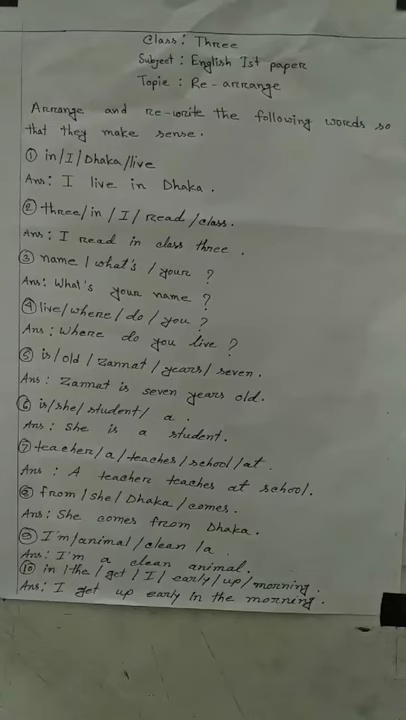 Class : Three
Subject : English Ist paper
Topie : Re-arrange
Arrange and re-write the following words so
that they make sense.
① in/I/Dhaka/live
Ans : I live in Dhaka.
② three/in/I/read/class.
Ans : I read in class three.
③ name/what's/your?
Ans : What's your name?
④ live/where/do/you?
Ans : Where do you live?
⑤ is/old/Zannat/years/seven.
Ans : Zannat is seven years old.
⑥ is/she/student/ a.
Ans : She is a student.
⑦ teacher/a/teaches/school/at.
Ans : A teacher teaches at school.
⑧ from/she/Dhaka/comes.
Ans : She comes from Dhaka.
⑨ I'm/animal/clean/a.
Ans : I'm a clean animal.
⑩ in/the/get/I/early/up/morning.
Ans : I get up early in the morning.